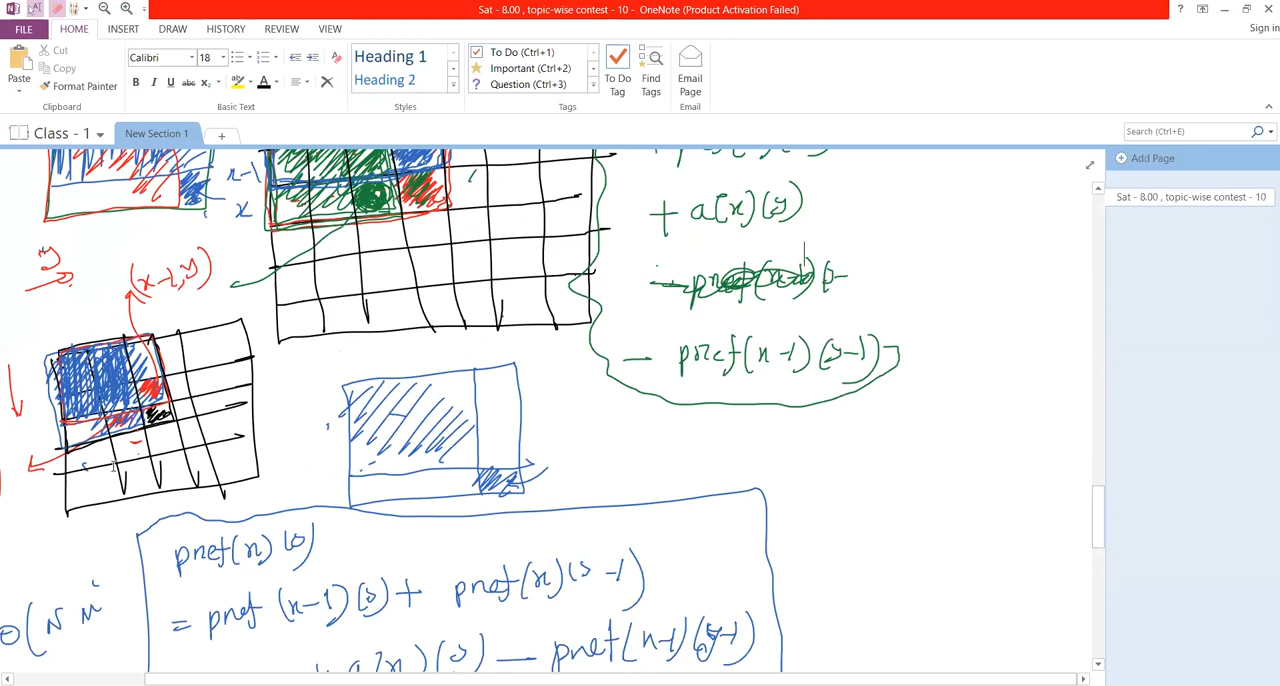 Sat - 8.00 , topic-wise contest - 10 - OneNote (Product Activation Failed)
FILE HOME INSERT DRAW HISTORY REVIEW VIEW
Sign in
Paste
Cut
Copy
Format Painter
Clipboard
Calibri 18
B I U abc X₂ A
Basic Text
Heading 1
Heading 2
Styles
To Do (Ctrl+1)
Important (Ctrl+2)
Question (Ctrl+3)
Tags
To Do Tag
Find Tags
Email Page
Email
Class - 1
New Section 1
Search (Ctrl+E)
Add Page
Sat - 8.00 , topic-wise contest - 10
x-1
x
+ a(x)(y)
- pref(x-1)(y-1)
y
(x-1,y)
pref(x)(y)
= pref (x-1)(y) + pref(x)(y-1)
+ a(x)(y) - pref(x-1)(y-1)
O(N M